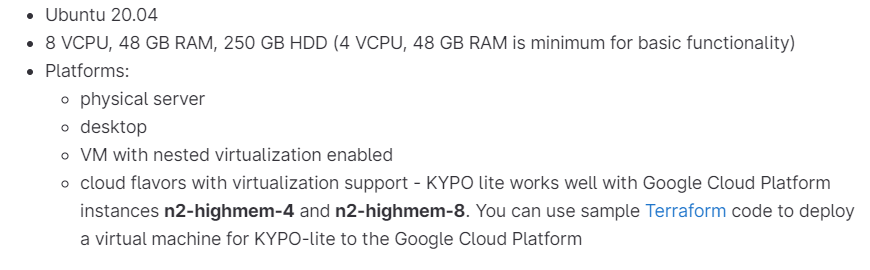 Ubuntu 20.04
8 VCPU, 48 GB RAM, 250 GB HDD (4 VCPU, 48 GB RAM is minimum for basic functionality)
Platforms:
physical server
desktop
VM with nested virtualization enabled
cloud flavors with virtualization support - KYPO lite works well with Google Cloud Platform
instances n2-highmem-4 and n2-highmem-8. You can use sample Terraform code to deploy
a virtual machine for KYPO-lite to the Google Cloud Platform